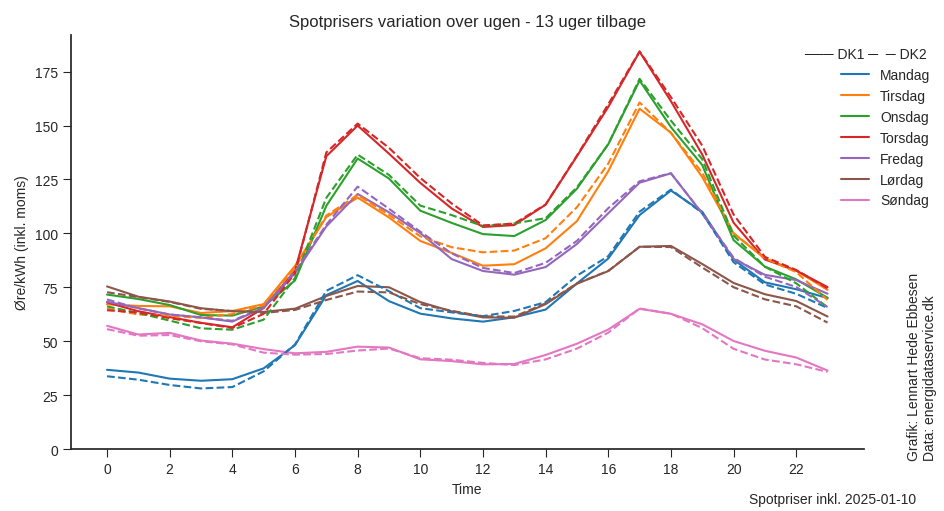 Spotprisers variation over ugen - 13 uger tilbage
DK1 DK2
Mandag
Tirsdag
Onsdag
Torsdag
Fredag
Lørdag
Søndag
Øre/kWh (inkl. moms)
175
150
125
100
75
50
25
0
0 2 4 6 8 10 12 14 16 18 20 22
Time
Grafik: Lennart Hede Ebbesen
Data: energidataservice.dk
Spotpriser inkl. 2025-01-10